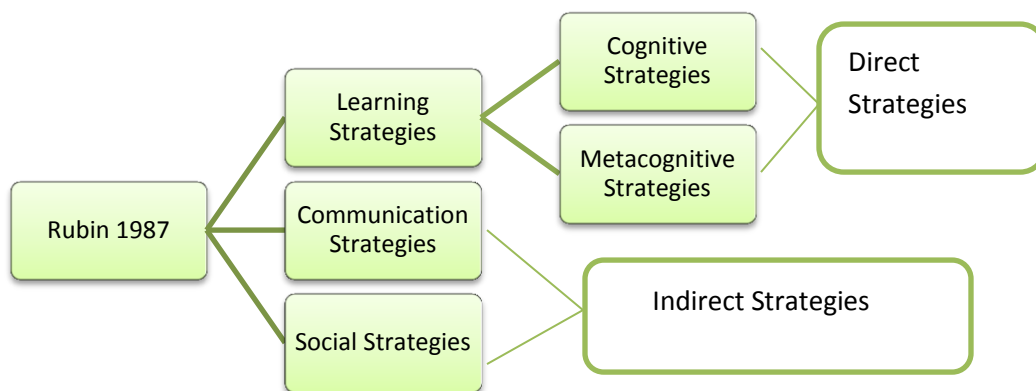 Rubin 1987
Learning
Strategies
Communication
Strategies
Social Strategies
Cognitive
Strategies
Metacognitive
Strategies
Direct
Strategies
Indirect Strategies